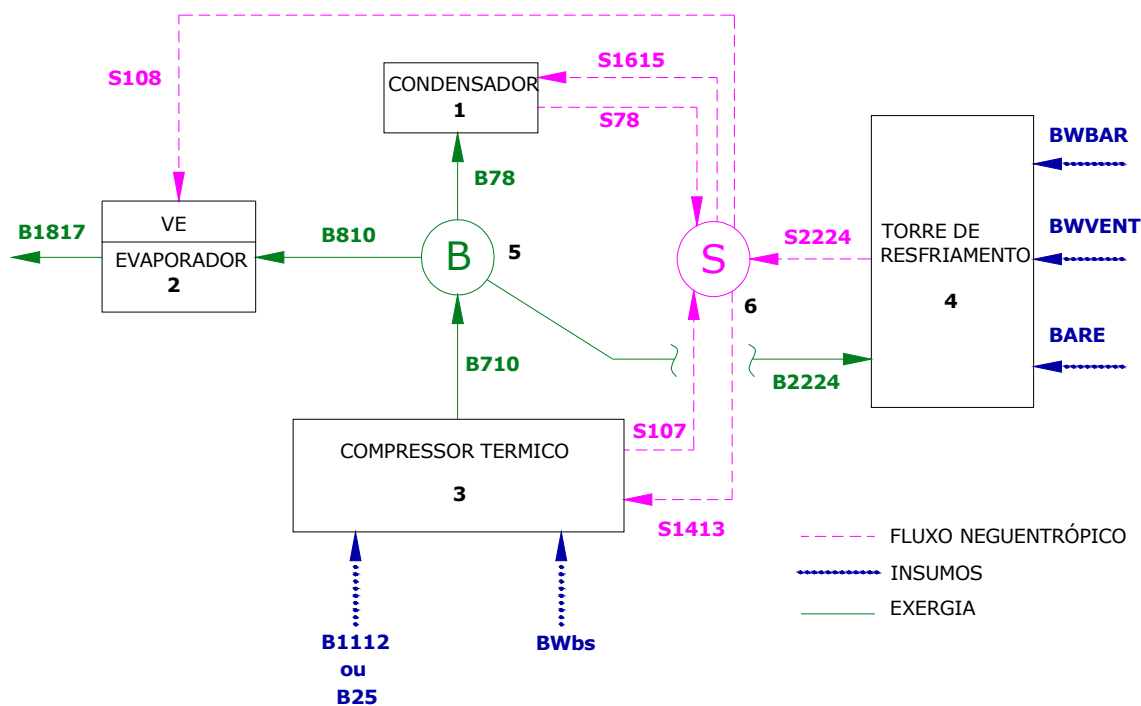 S1615
S108
CONDENSADOR
1
S78
BWBAR
B78
VE
B1817
EVAPORADOR
2
B810
B
5
S
S2224
TORRE DE
RESFRIAMENTO
4
BWVENT
6
BARE
B710
B2224
S107
COMPRESSOR TERMICO
3
S1413
FLUXO NEGUENTRÓPICO
INSUMOS
EXERGIA
B1112
ou
B25
BWbs